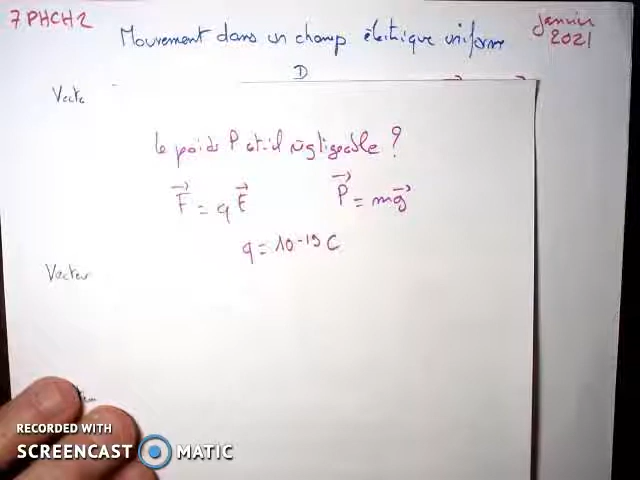 7 PHCH2
Mouvement dans un champ électrique uniforme
Janvier
2021
D
Vecte
le poids P est-il négligeable ?
F = q E
P = mg
q = 10-19 C
Vecteu
RECORDED WITH
SCREENCAST MATIC